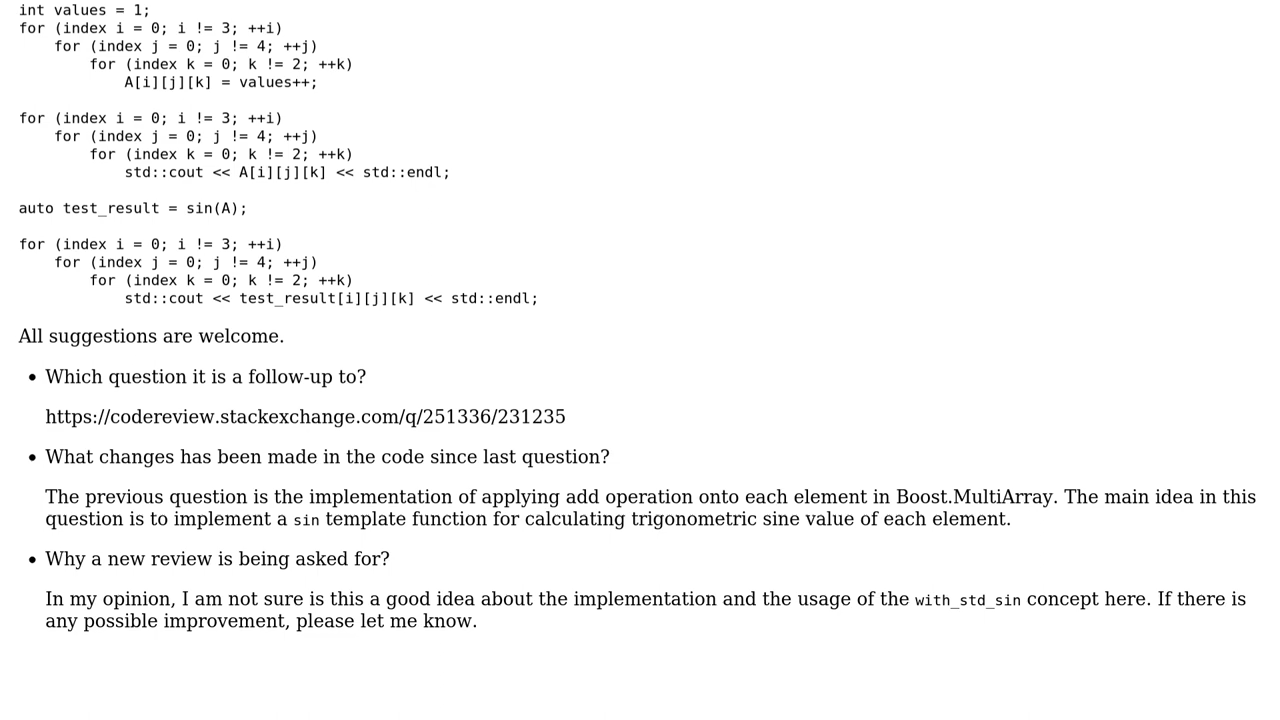 int values = 1;
for (index i = 0; i != 3; ++i)
    for (index j = 0; j != 4; ++j)
        for (index k = 0; k != 2; ++k)
            A[i][j][k] = values++;

for (index i = 0; i != 3; ++i)
    for (index j = 0; j != 4; ++j)
        for (index k = 0; k != 2; ++k)
            std::cout << A[i][j][k] << std::endl;

auto test_result = sin(A);

for (index i = 0; i != 3; ++i)
    for (index j = 0; j != 4; ++j)
        for (index k = 0; k != 2; ++k)
            std::cout << test_result[i][j][k] << std::endl;

All suggestions are welcome.
• Which question it is a follow-up to?
https://codereview.stackexchange.com/q/251336/231235
• What changes has been made in the code since last question?
The previous question is the implementation of applying add operation onto each element in Boost.MultiArray. The main idea in this
question is to implement a sin template function for calculating trigonometric sine value of each element.
• Why a new review is being asked for?
In my opinion, I am not sure is this a good idea about the implementation and the usage of the with_std_sin concept here. If there is
any possible improvement, please let me know.